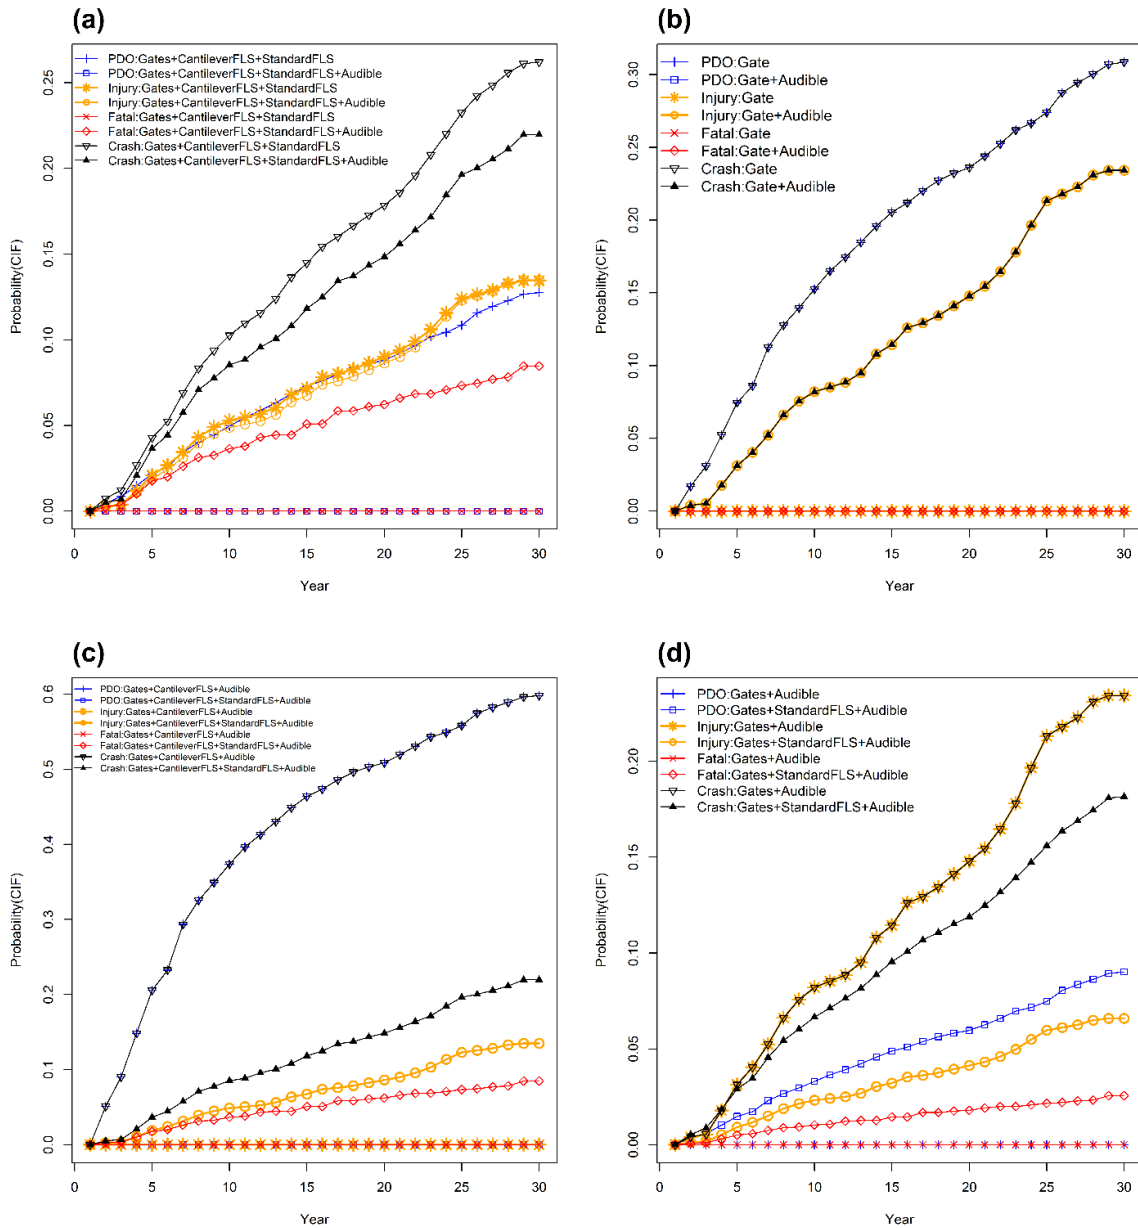 (a)
PDO:Gates+CantileverFLS+StandardFLS
PDO:Gates+CantileverFLS+StandardFLS+Audible
Injury:Gates+CantileverFLS+StandardFLS
Injury:Gates+CantileverFLS+StandardFLS+Audible
Fatal:Gates+CantileverFLS+StandardFLS
Fatal:Gates+CantileverFLS+StandardFLS+Audible
Crash:Gates+CantileverFLS+StandardFLS
Crash:Gates+CantileverFLS+StandardFLS+Audible
Probability(CIF)
0.00 0.05 0.10 0.15 0.20 0.25
0 5 10 15 20 25 30
Year
(b)
PDO:Gate
PDO:Gate+Audible
Injury:Gate
Injury:Gate+Audible
Fatal:Gate
Fatal:Gate+Audible
Crash:Gate
Crash:Gate+Audible
Probability(CIF)
0.00 0.05 0.10 0.15 0.20 0.25 0.30
0 5 10 15 20 25 30
Year
(c)
PDO:Gates+CantileverFLS+Audible
PDO:Gates+CantileverFLS+StandardFLS+Audible
Injury:Gates+CantileverFLS+Audible
Injury:Gates+CantileverFLS+StandardFLS+Audible
Fatal:Gates+CantileverFLS+Audible
Fatal:Gates+CantileverFLS+StandardFLS+Audible
Crash:Gates+CantileverFLS+Audible
Crash:Gates+CantileverFLS+StandardFLS+Audible
Probability(CIF)
0.0 0.1 0.2 0.3 0.4 0.5 0.6
0 5 10 15 20 25 30
Year
(d)
PDO:Gates+Audible
PDO:Gates+StandardFLS+Audible
Injury:Gates+Audible
Injury:Gates+StandardFLS+Audible
Fatal:Gates+Audible
Fatal:Gates+StandardFLS+Audible
Crash:Gates+Audible
Crash:Gates+StandardFLS+Audible
Probability(CIF)
0.00 0.05 0.10 0.15 0.20
0 5 10 15 20 25 30
Year